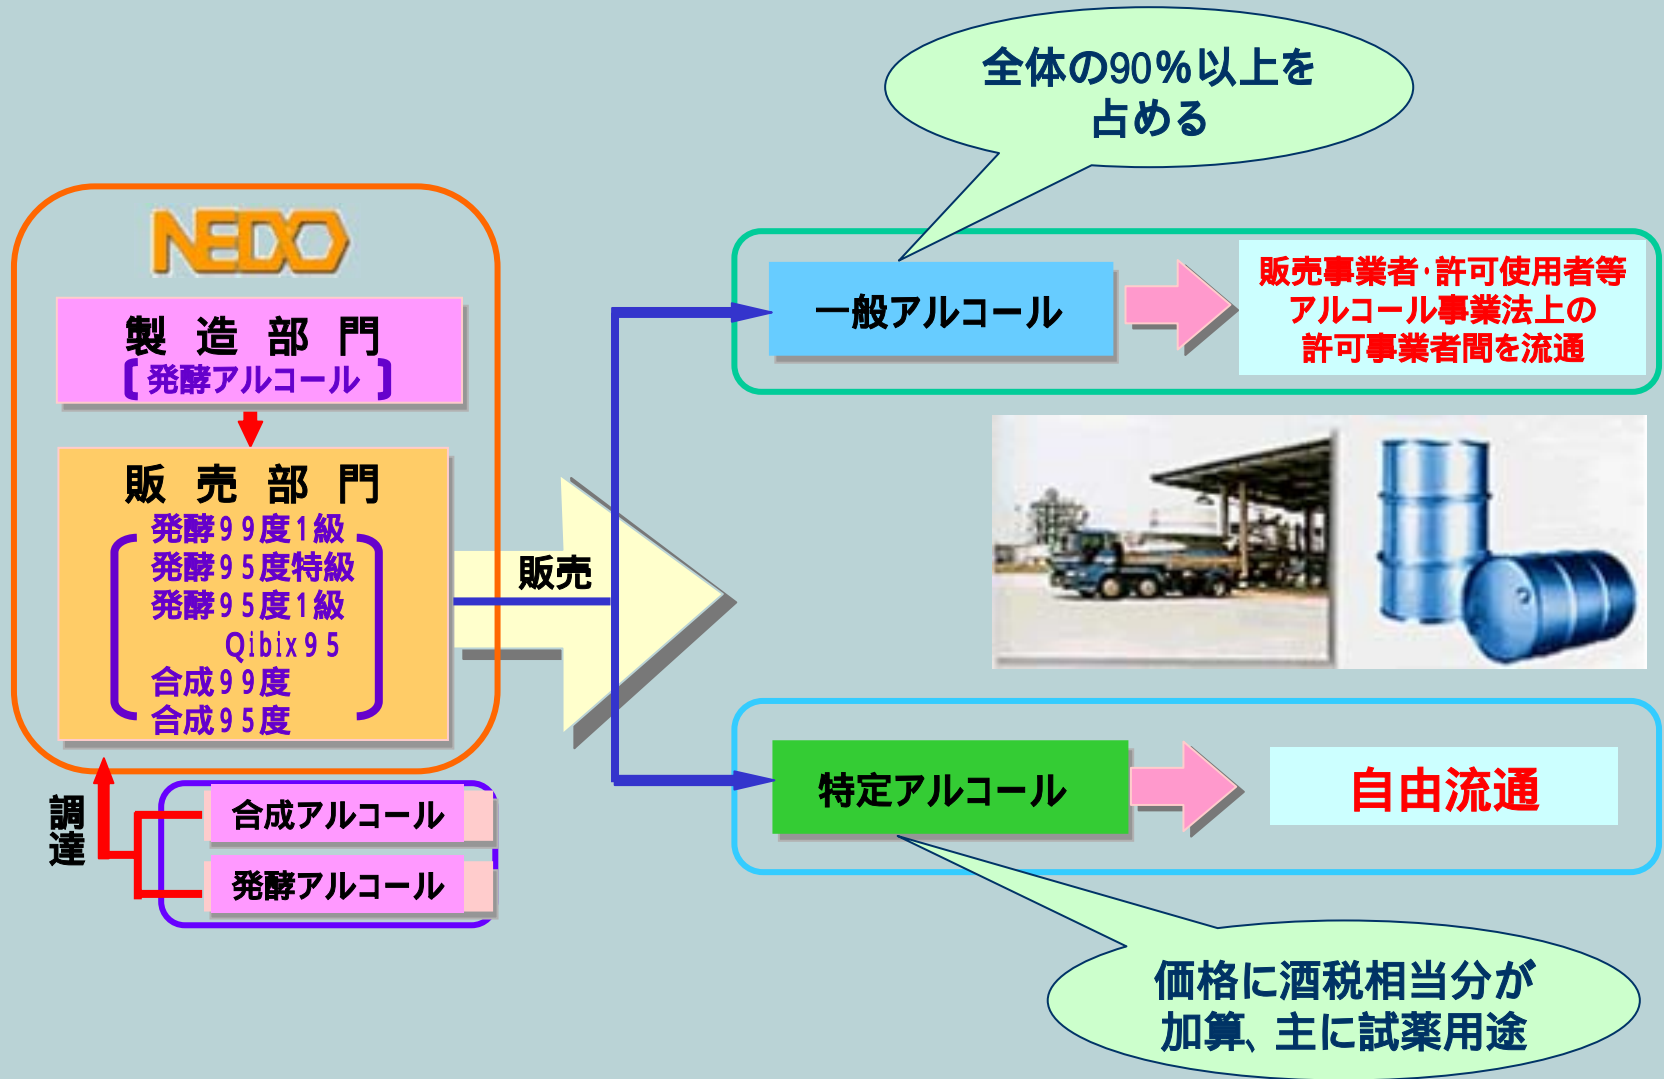 全体の90%以上を
占める
NEDO
製造部門
[発酵アルコール]
販売部門
発酵99度1級
発酵95度特級
発酵95度1級
Qibix95
合成99度
合成95度
調達
合成アルコール
発酵アルコール
販売
一般アルコール
販売事業者・許可使用者等
アルコール事業法上の
許可事業者間を流通
特定アルコール
自由流通
価格に酒税相当分が
加算、主に試薬用途